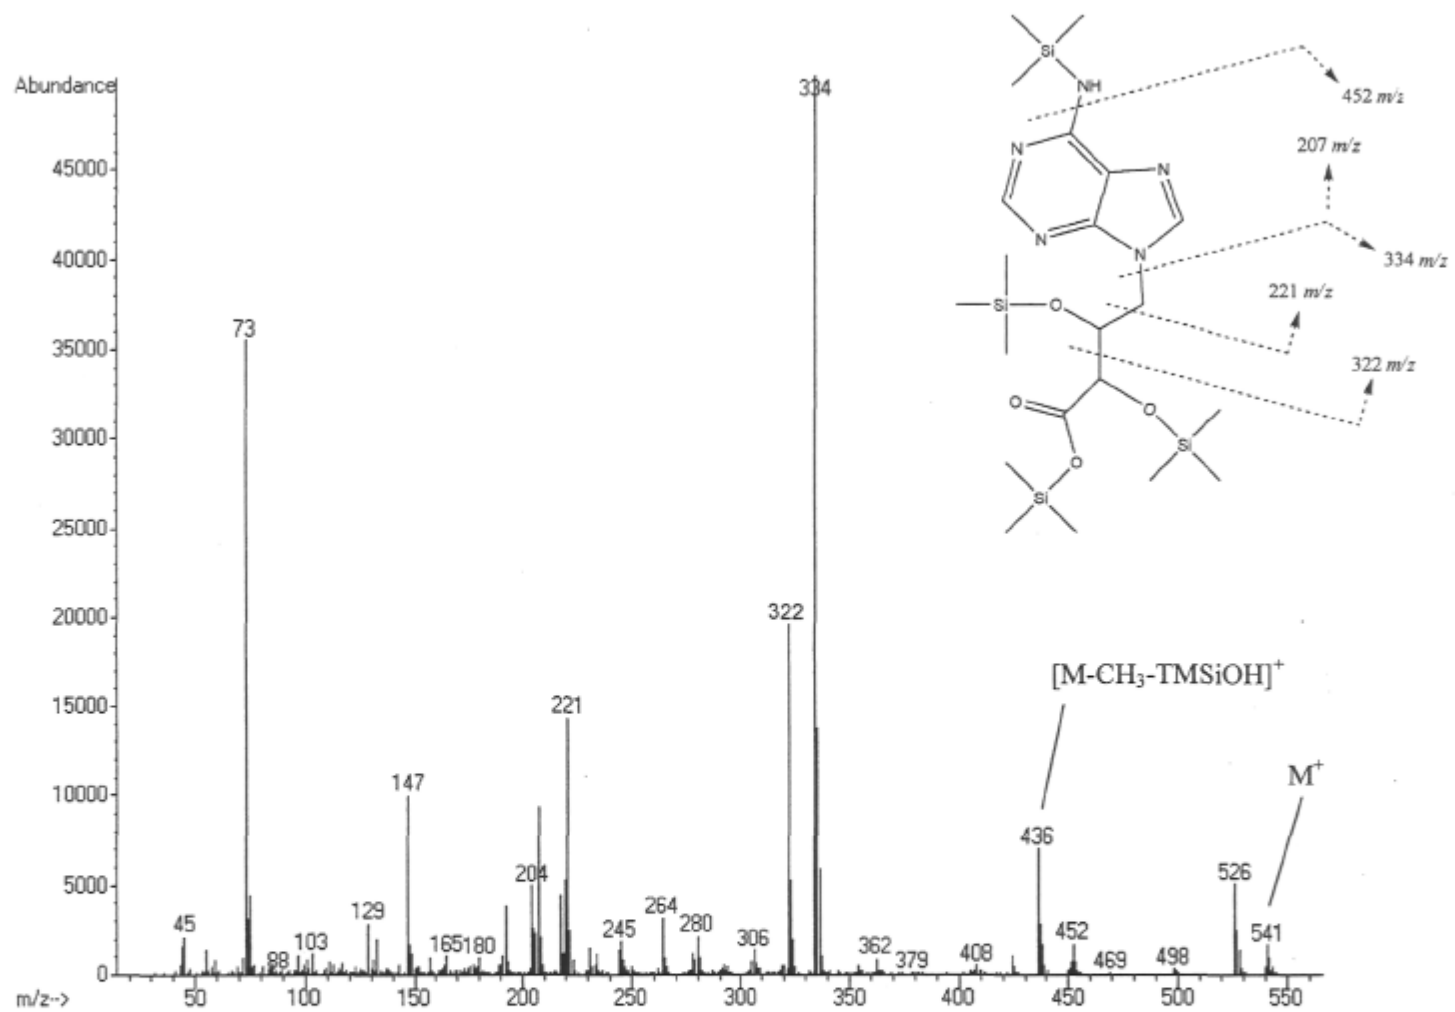 Abundance
45000
40000
35000
30000
25000
20000
15000
10000
5000
0
m/z-->
50
100
150
200
250
300
350
400
450
500
550
45
73
88
103
129
147
165
180
204
221
245
264
280
306
322
334
362
379
408
436
452
469
498
526
541
[M-CH₃-TMSiOH]⁺
M⁺
Si
NH
N
N
N
N
Si
O
O
O
Si
O
Si
452 m/z
207 m/z
334 m/z
221 m/z
322 m/z